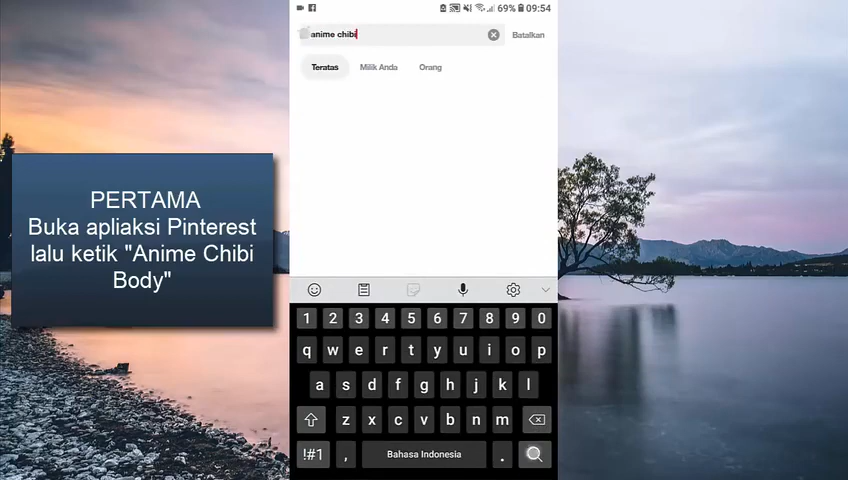 69% 09:54
anime chibi
Batalkan
Teratas Milik Anda Orang
PERTAMA
Buka apliaksi Pinterest
lalu ketik "Anime Chibi
Body"
1 2 3 4 5 6 7 8 9 0
q w e r t y u i o p
a s d f g h j k l
z x c v b n m
!#1 , Bahasa Indonesia .